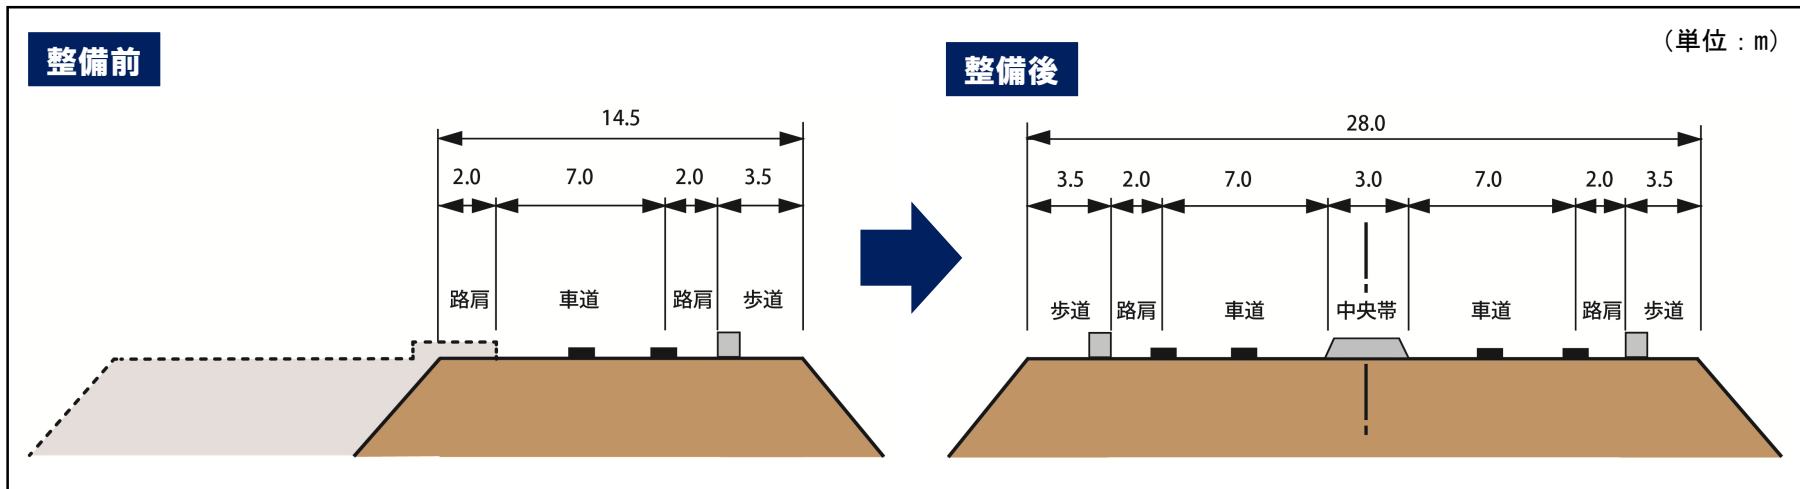 整備前
14.5
2.0 7.0 2.0 3.5
路肩 車道 路肩 歩道
(単位：m)
整備後
28.0
3.5 2.0 7.0 3.0 7.0 2.0 3.5
歩道 路肩 車道 中央帯 車道 路肩 歩道